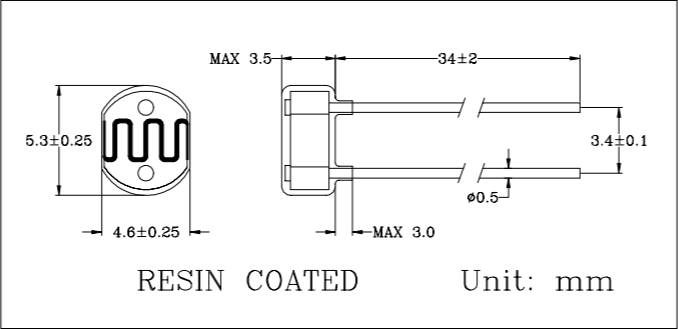 MAX 3.5
34±2
5.3±0.25
3.4±0.1
ø0.5
4.6±0.25
MAX 3.0
RESIN COATED
Unit: mm